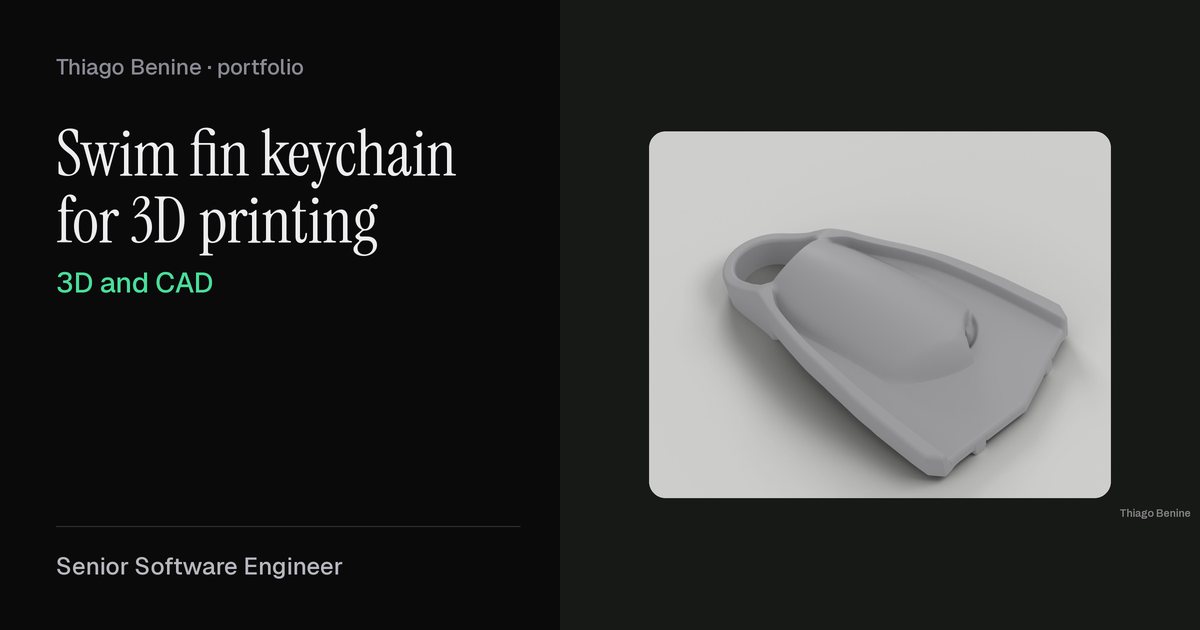 Thiago Benine · portfolio
Swim fin keychain
for 3D printing
3D and CAD
Senior Software Engineer
Thiago Benine